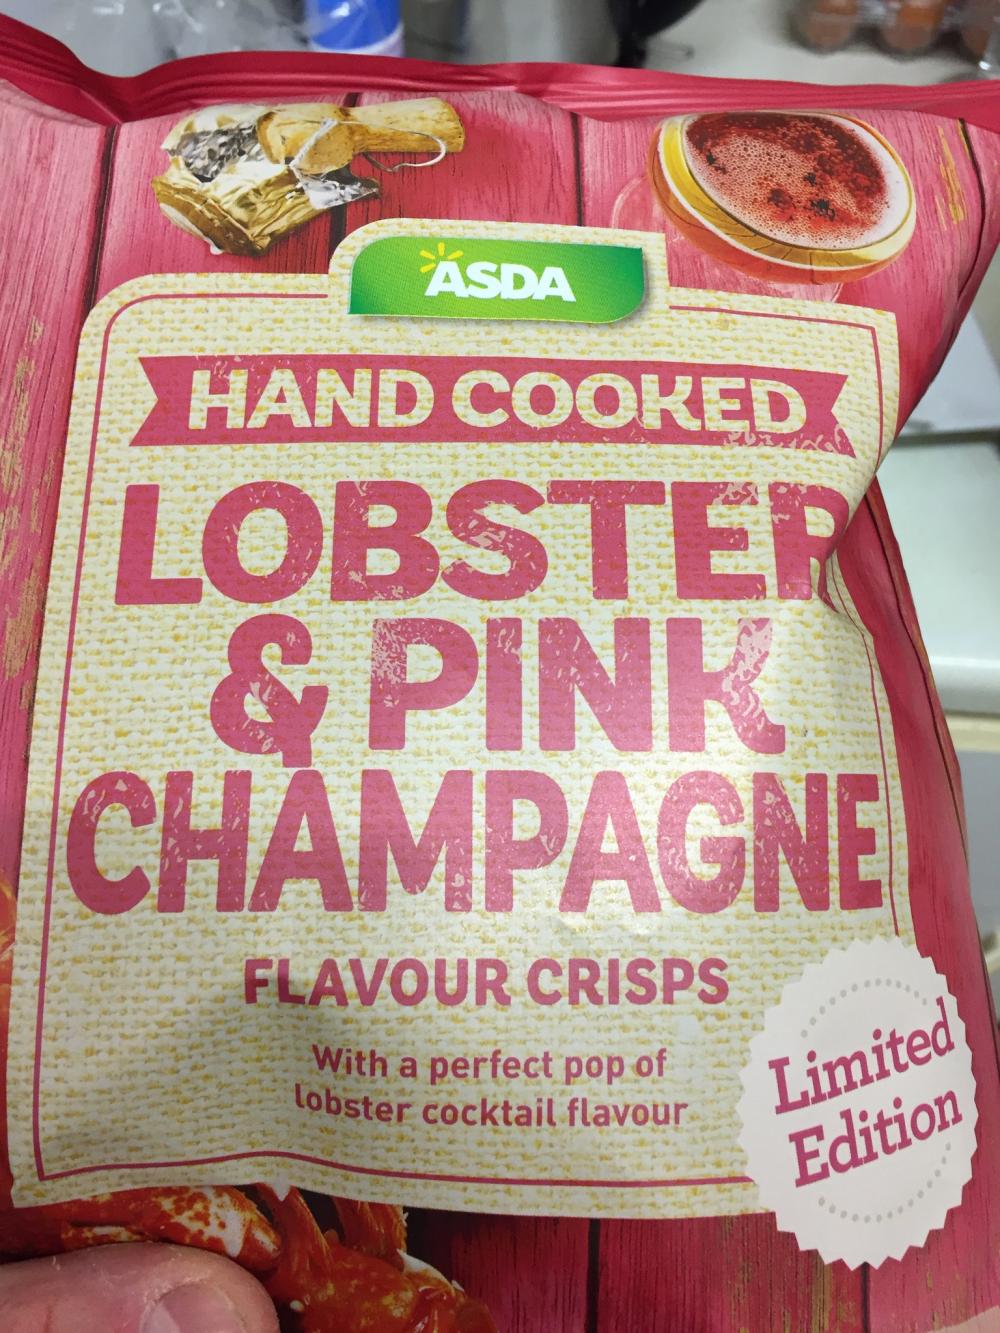 ASDA
HAND COOKED
LOBSTER
& PINK
CHAMPAGNE
FLAVOUR CRISPS
With a perfect pop of
lobster cocktail flavour
Limited
Edition